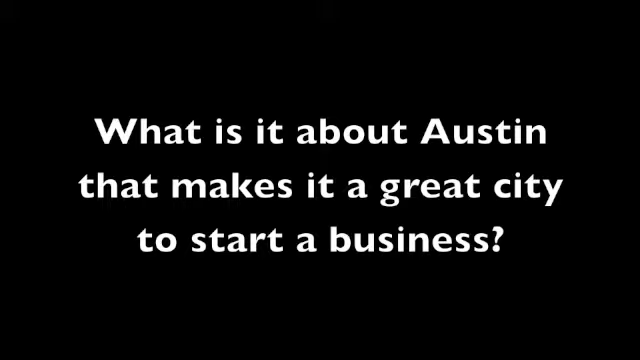 What is it about Austin
that makes it a great city
to start a business?